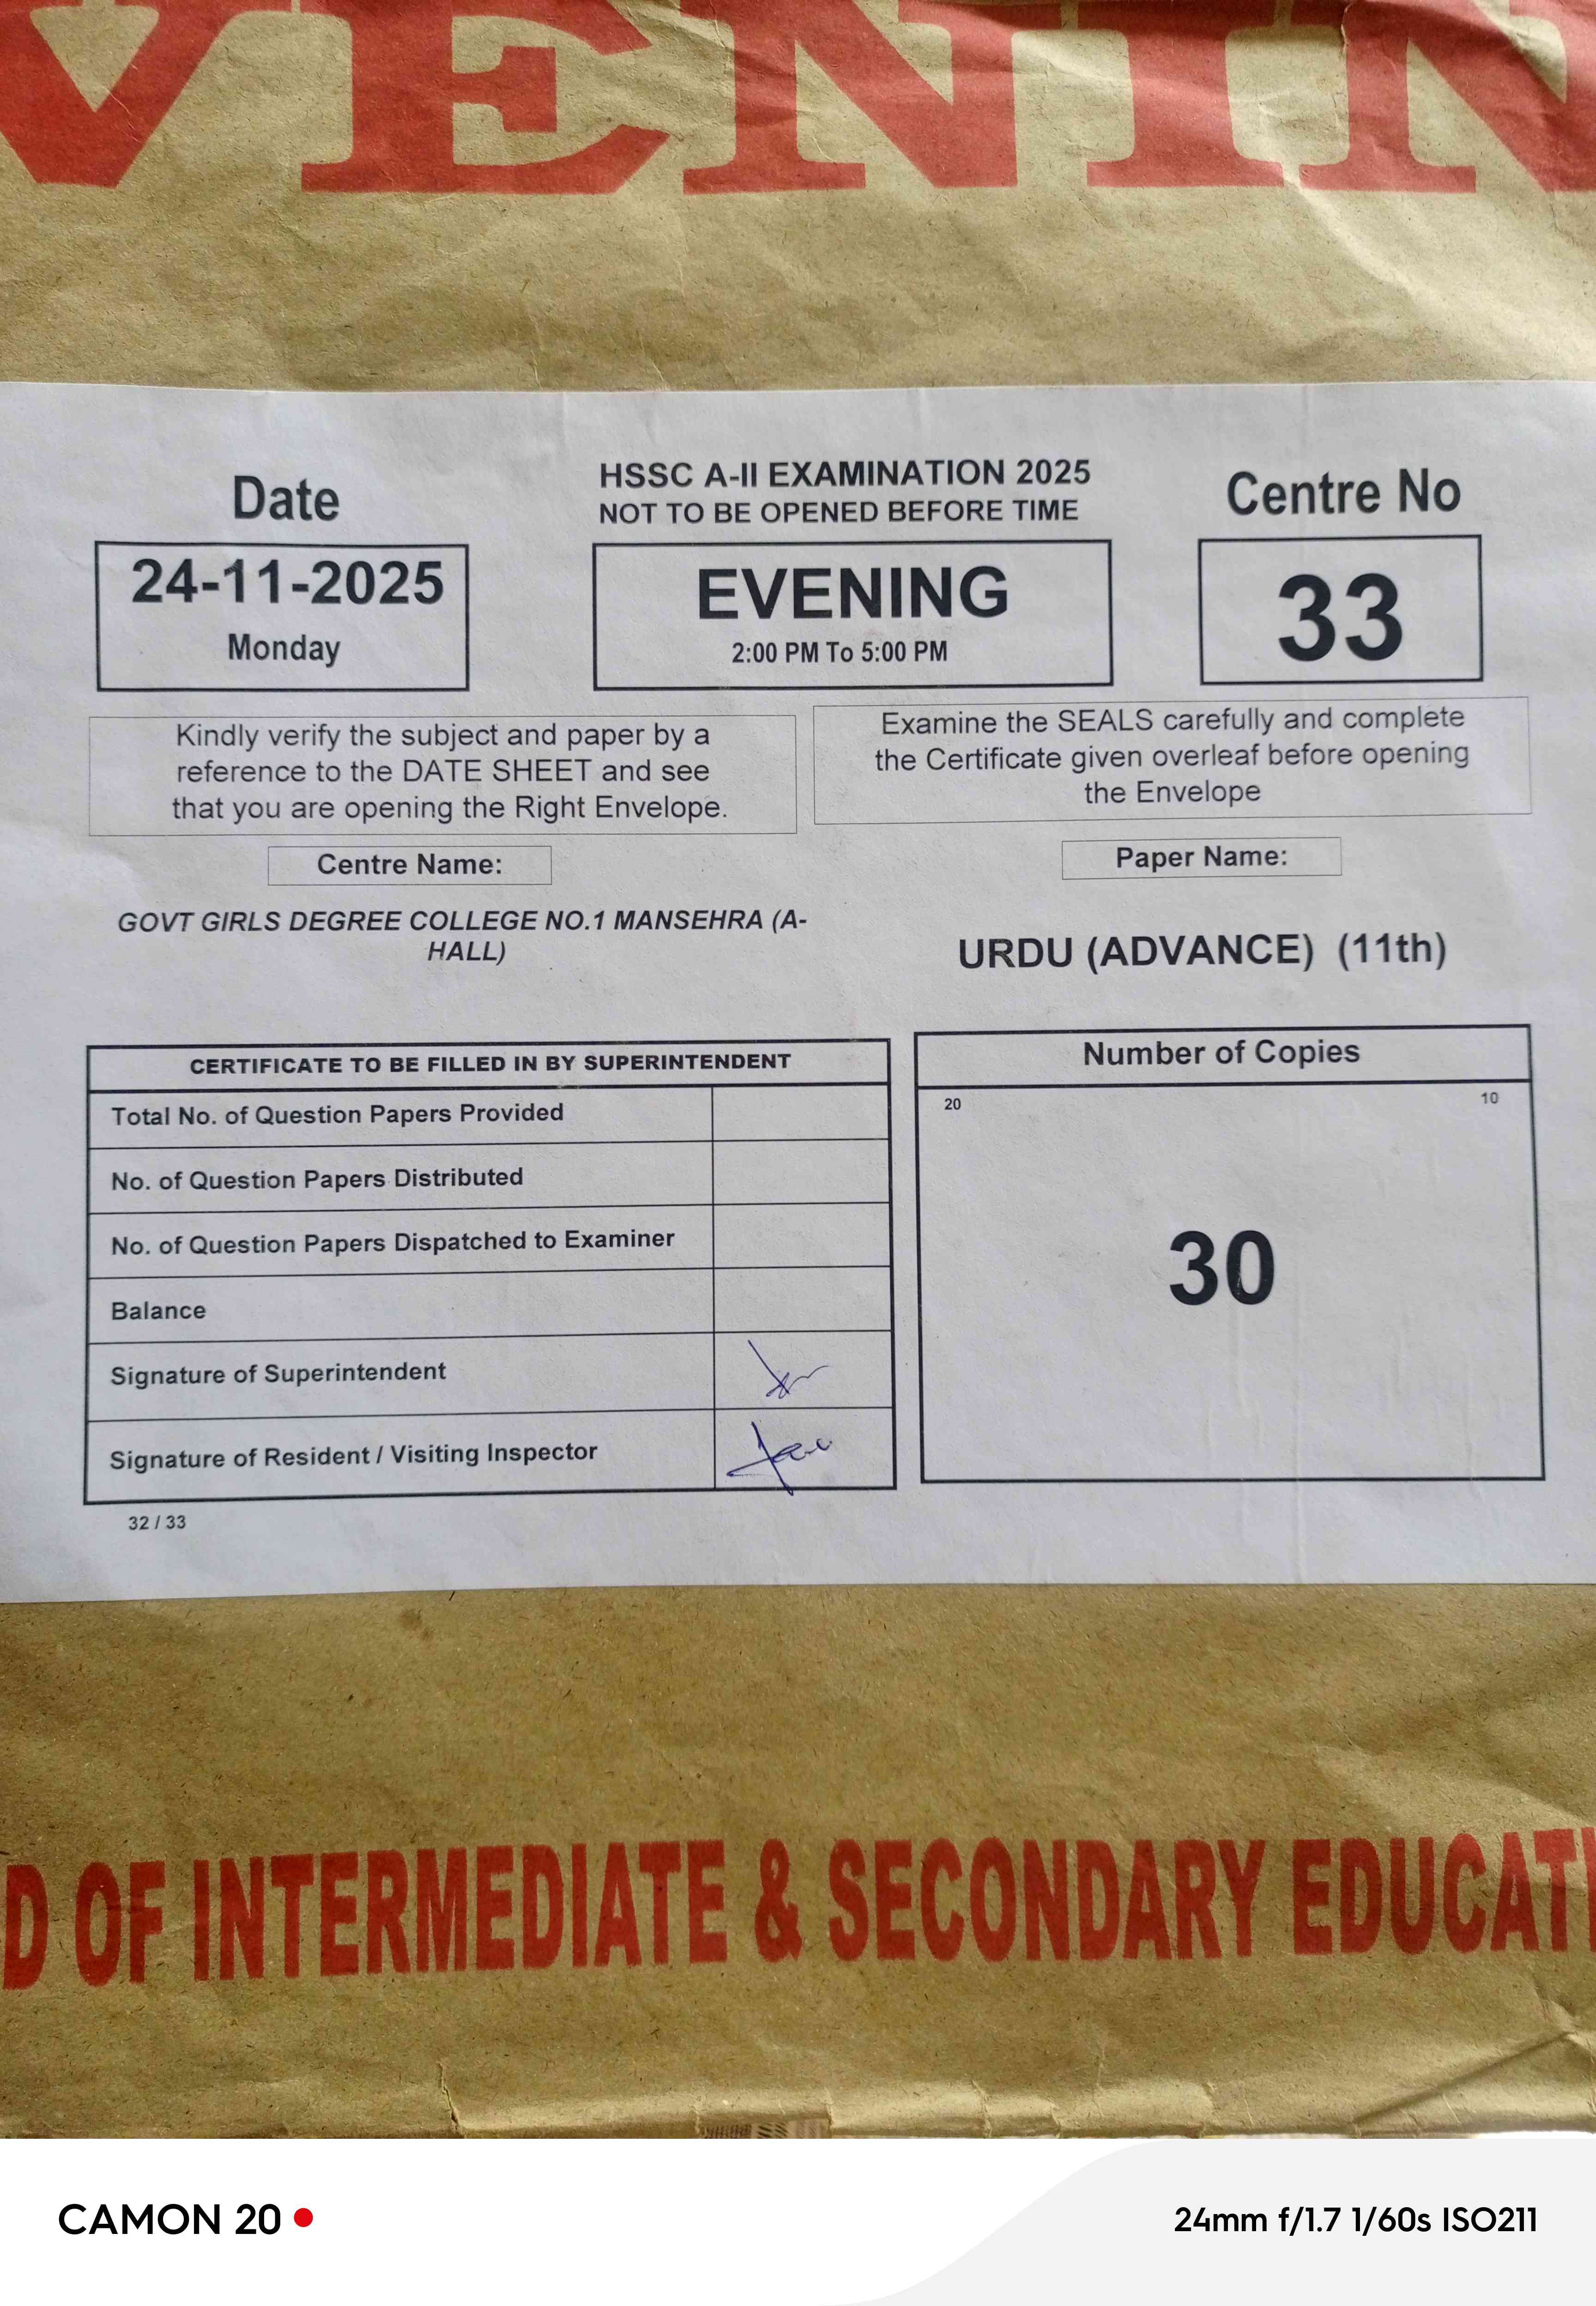 VENIN
Date
HSSC A-II EXAMINATION 2025
NOT TO BE OPENED BEFORE TIME
Centre No
24-11-2025
Monday
EVENING
2:00 PM To 5:00 PM
33
Kindly verify the subject and paper by a
reference to the DATE SHEET and see
that you are opening the Right Envelope.
Examine the SEALS carefully and complete
the Certificate given overleaf before opening
the Envelope
Centre Name:
Paper Name:
GOVT GIRLS DEGREE COLLEGE NO.1 MANSEHRA (A-
HALL)
URDU (ADVANCE) (11th)
CERTIFICATE TO BE FILLED IN BY SUPERINTENDENT
Total No. of Question Papers Provided
No. of Question Papers Distributed
No. of Question Papers Dispatched to Examiner
Balance
Signature of Superintendent
Signature of Resident / Visiting Inspector
Number of Copies
20 10
30
32 / 33
D OF INTERMEDIATE & SECONDARY EDUCATI
CAMON 20
24mm f/1.7 1/60s ISO211